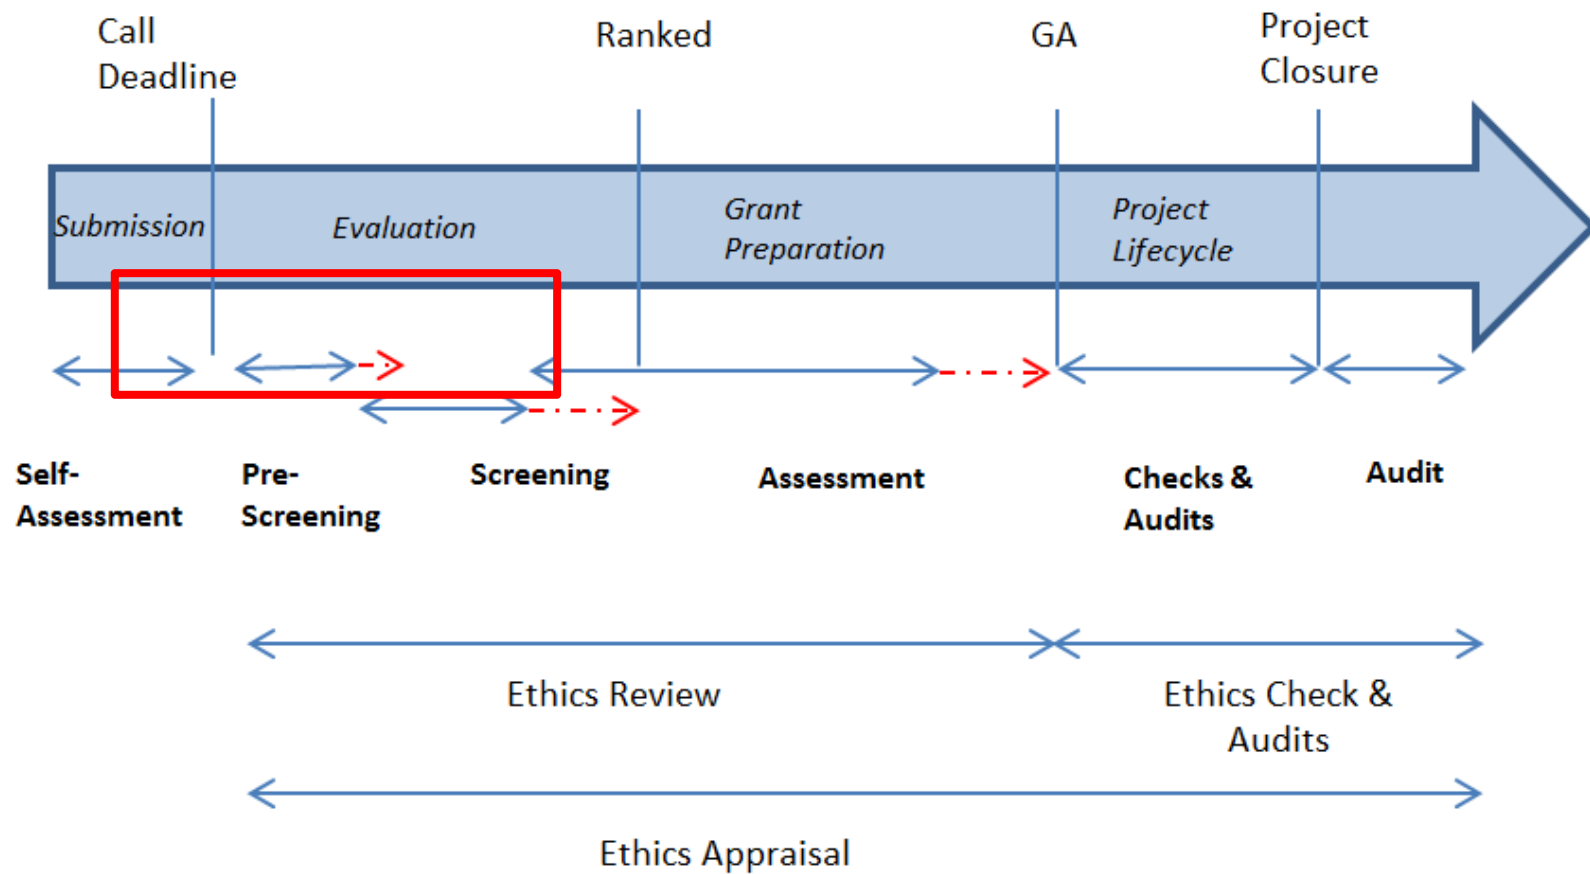 Call
Deadline
Ranked
GA
Project
Closure
Submission
Evaluation
Grant
Preparation
Project
Lifecycle
Self-
Assessment
Pre-
Screening
Screening
Assessment
Checks &
Audits
Audit
Ethics Review
Ethics Check &
Audits
Ethics Appraisal